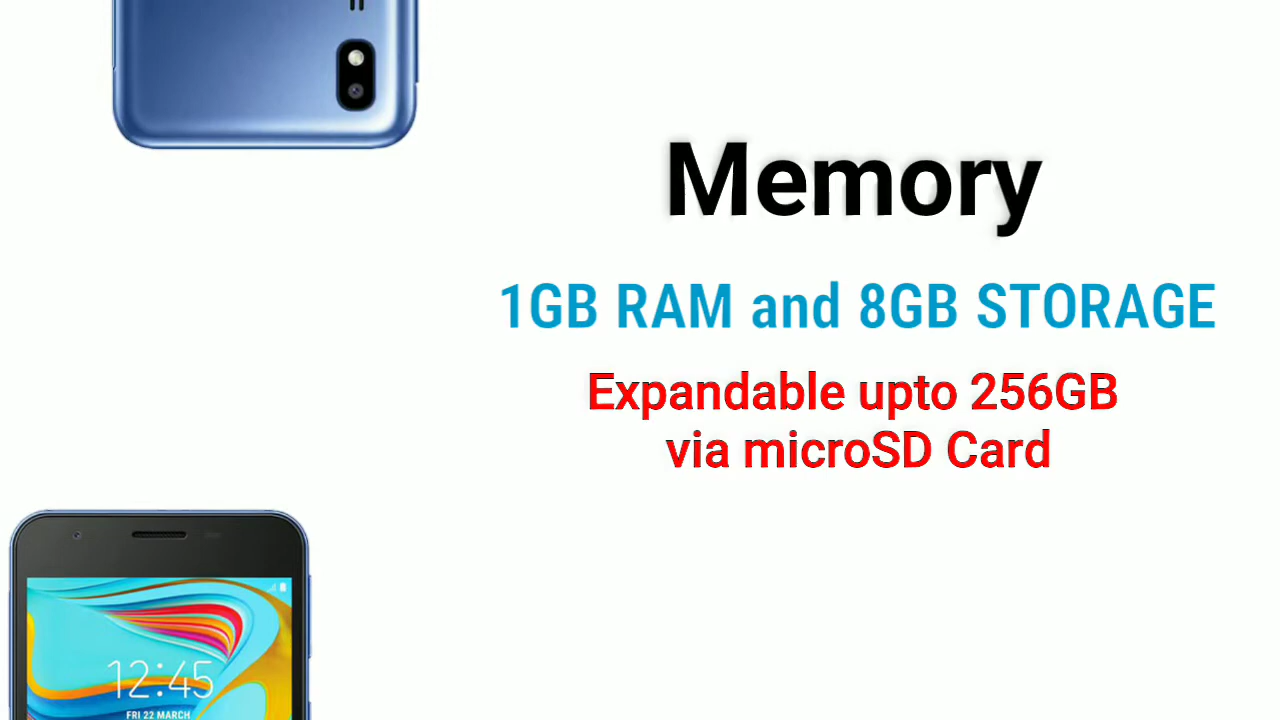 Memory
1GB RAM and 8GB STORAGE
Expandable upto 256GB
via microSD Card
12:45
FRI 22 MARCH